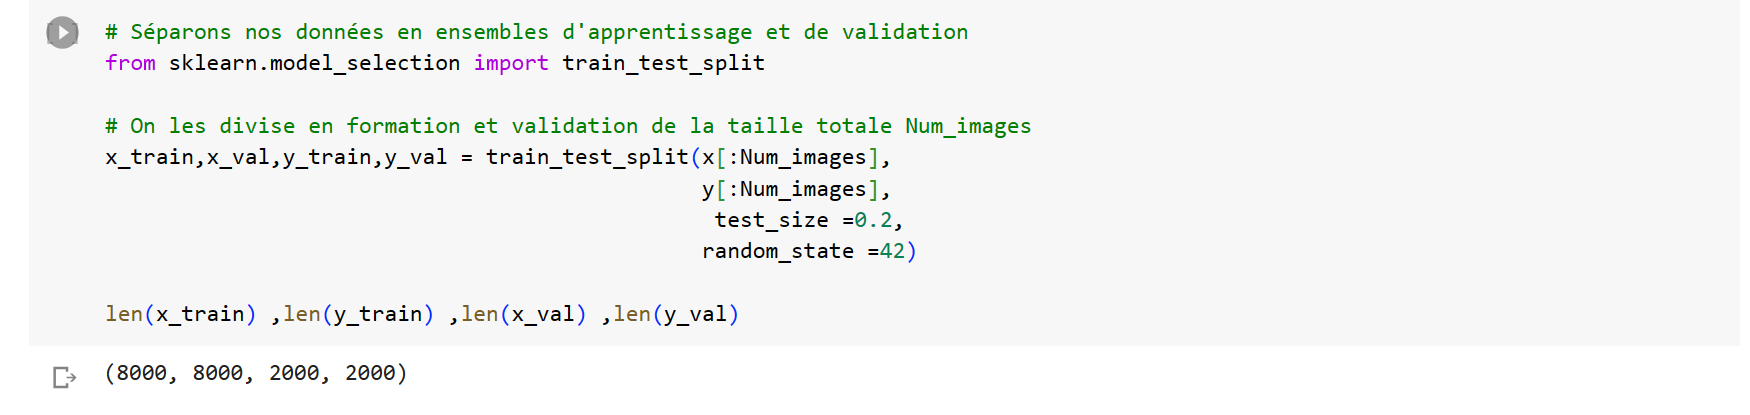 # Séparons nos données en ensembles d'apprentissage et de validation
from sklearn.model_selection import train_test_split
# On les divise en formation et validation de la taille totale Num_images
x_train,x_val,y_train,y_val = train_test_split(x[:Num_images],
y[:Num_images],
test_size =0.2,
random_state =42)
len(x_train) ,len(y_train) ,len(x_val) ,len(y_val)
(8000, 8000, 2000, 2000)